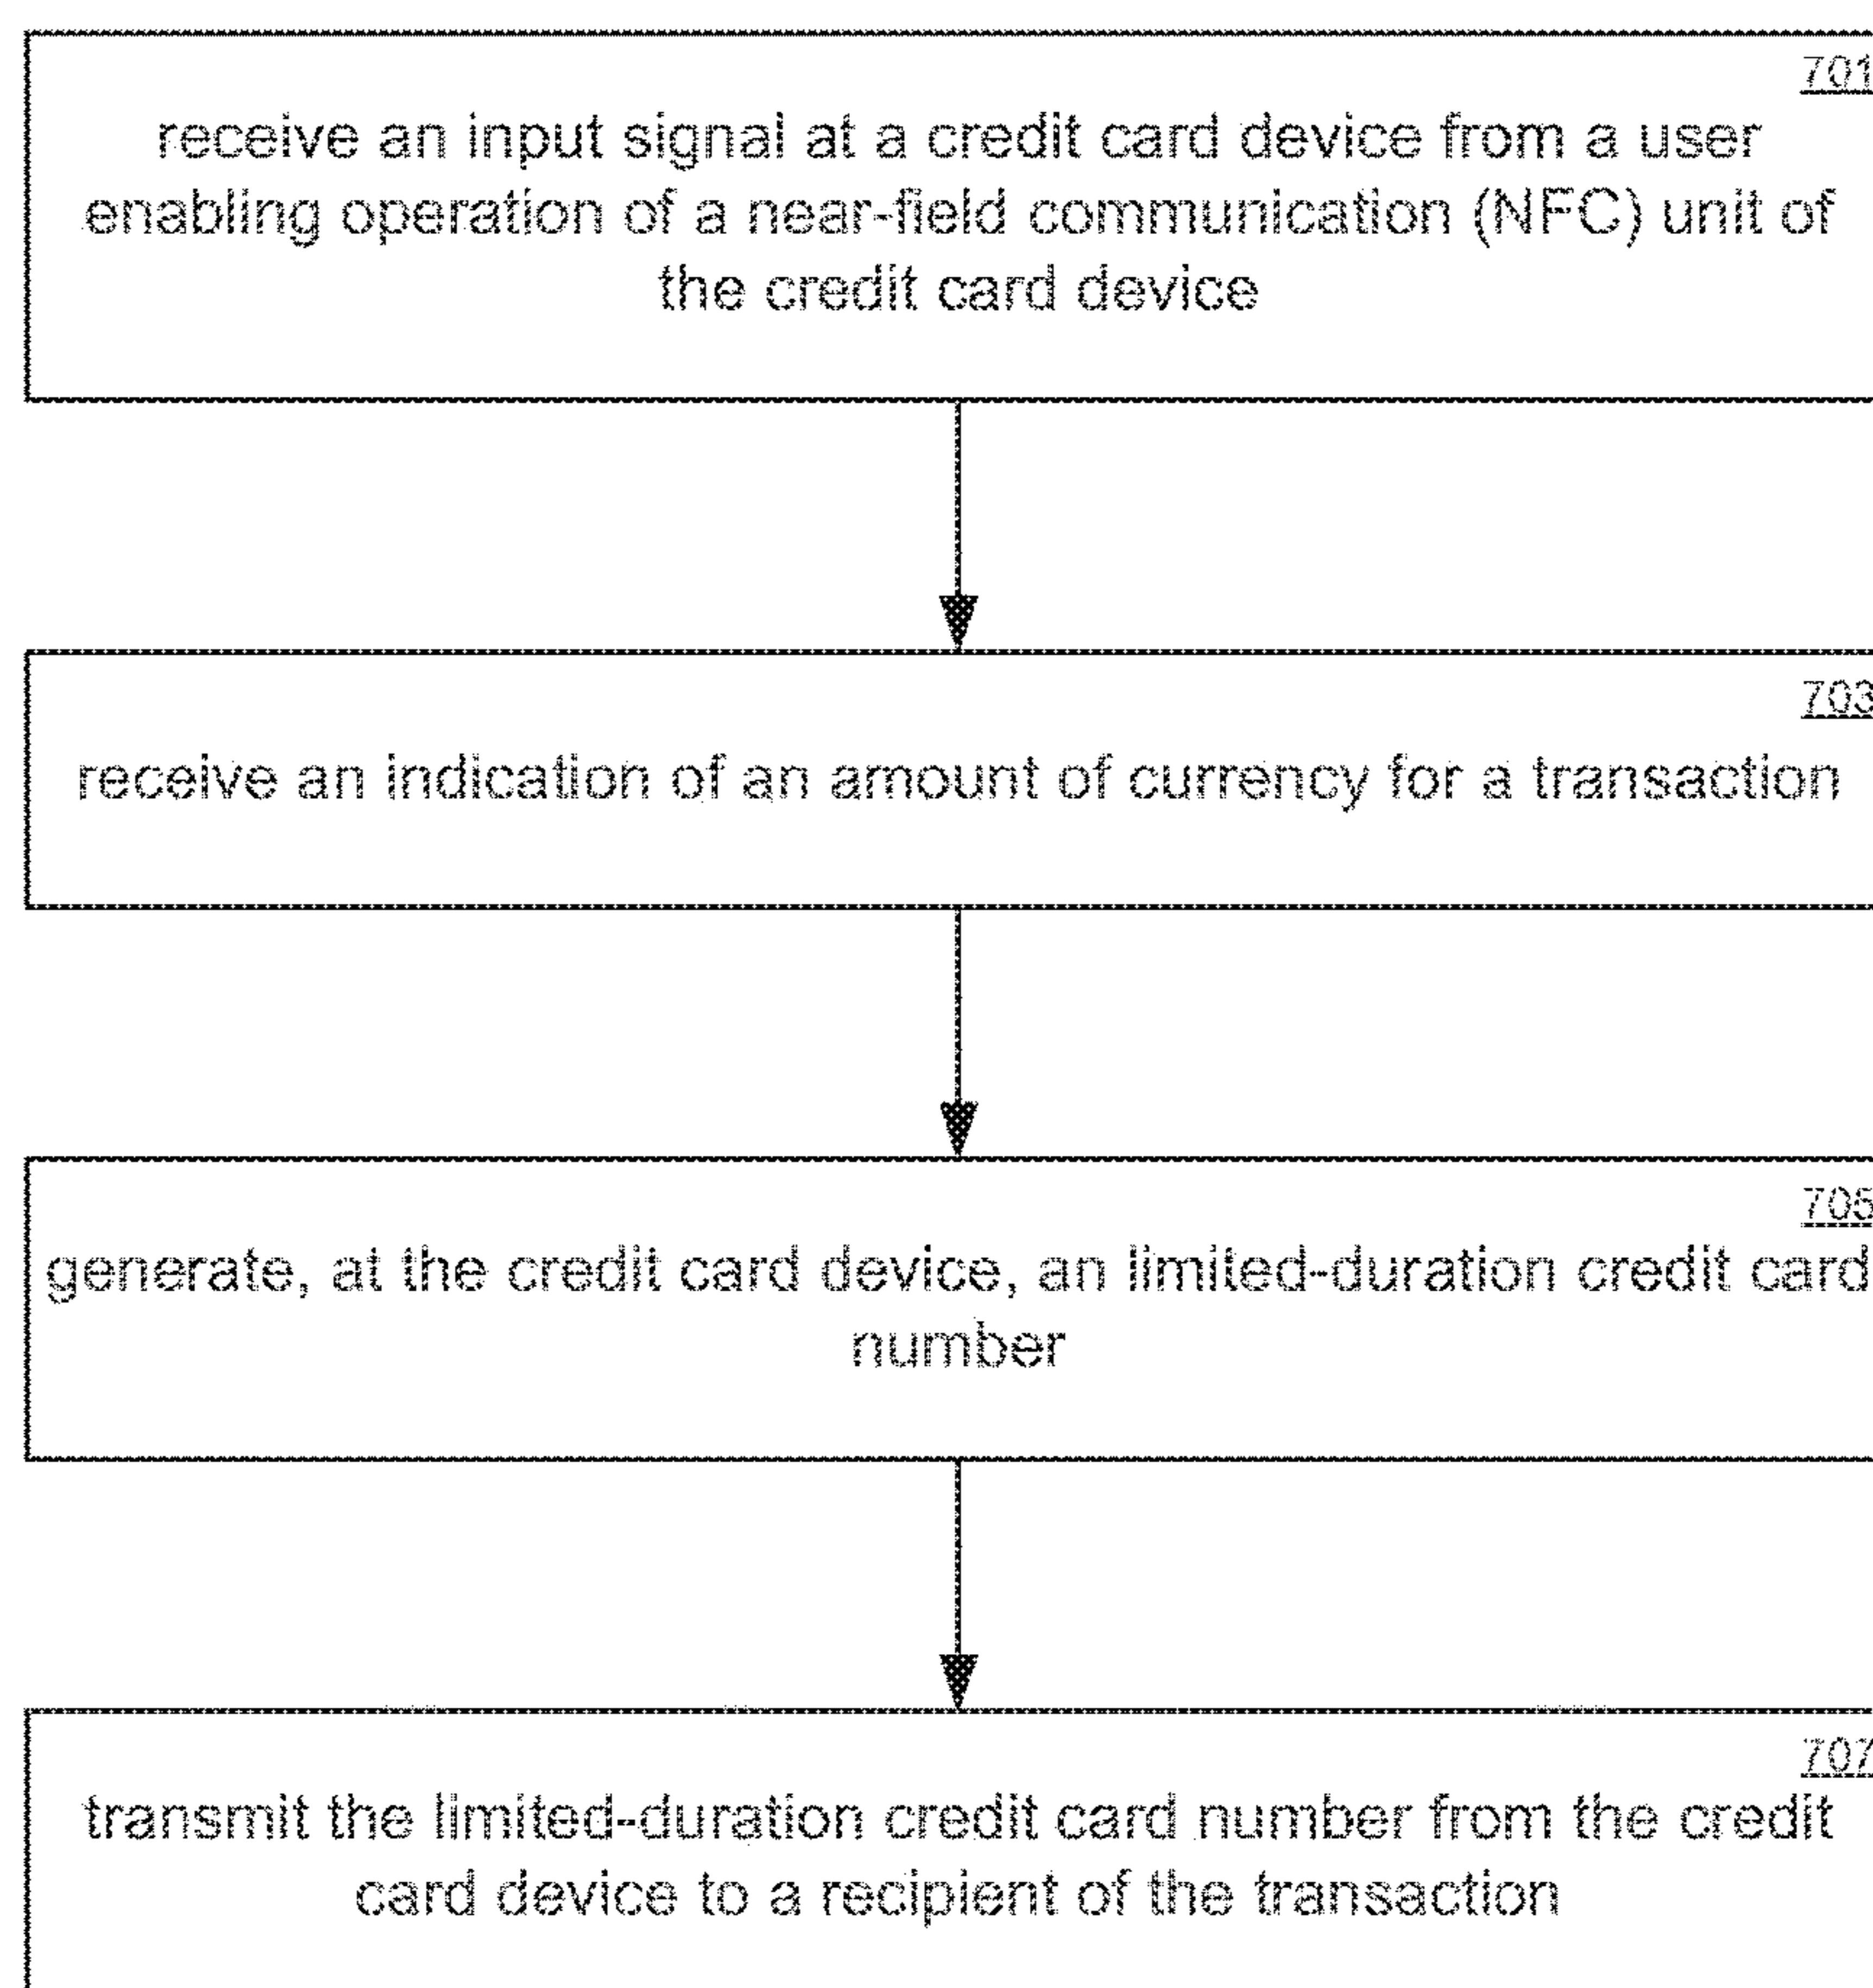 701
receive an input signal at a credit card device from a user
enabling operation of a near-field communication (NFC) unit of
the credit card device
703
receive an indication of an amount of currency for a transaction
705
generate, at the credit card device, an limited-duration credit card
number
707
transmit the limited-duration credit card number from the credit
card device to a recipient of the transaction